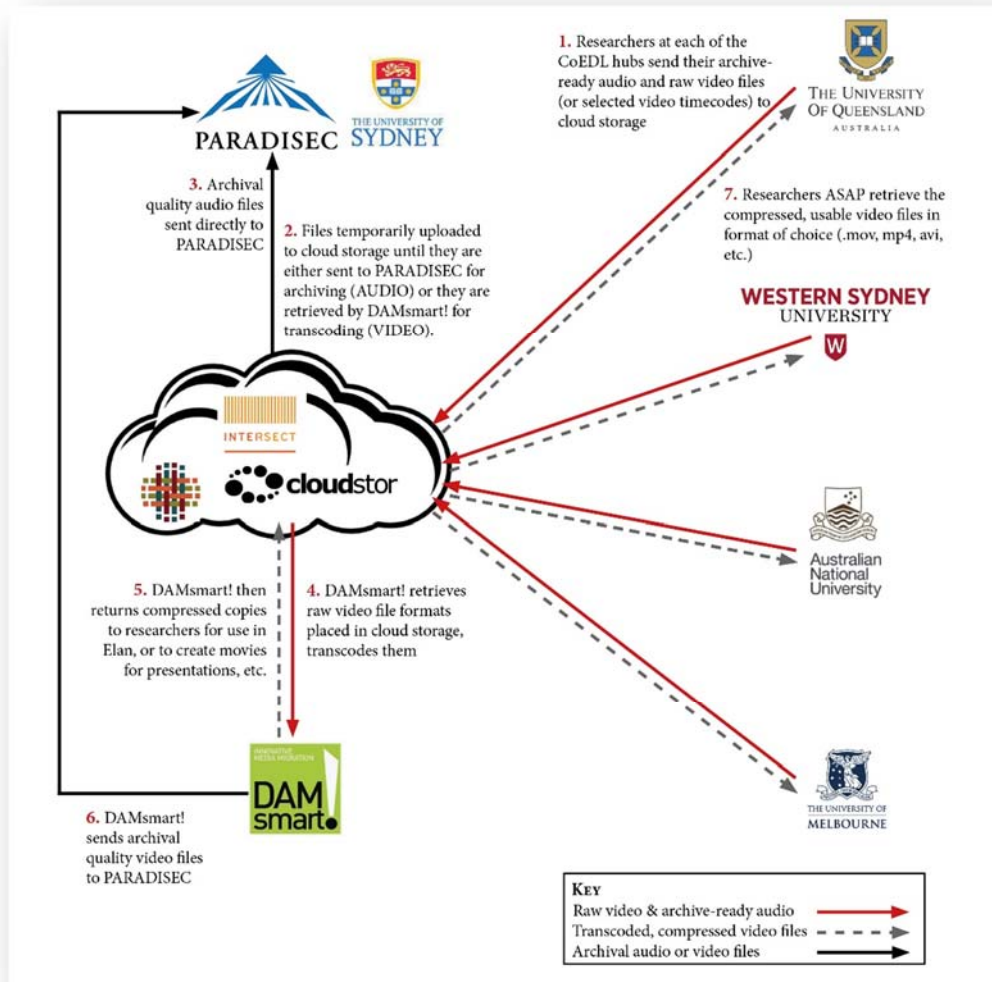 1. Researchers at each of the
CoEDL hubs send their archive-
ready audio and raw video files
(or selected video timecodes) to
cloud storage
THE UNIVERSITY
OF QUEENSLAND
AUSTRALIA
PARADISEC
THE UNIVERSITY OF
SYDNEY
3. Archival
quality audio files
sent directly to
PARADISEC
2. Files temporarily uploaded
to cloud storage until they are
either sent to PARADISEC for
archiving (AUDIO) or they are
retrieved by DAMsmart! for
transcoding (VIDEO).
7. Researchers ASAP retrieve the
compressed, usable video files in
format of choice (.mov, mp4, avi,
etc.)
WESTERN SYDNEY
UNIVERSITY
W
INTERSECT
cloudstor
Australian
National
University
5. DAMsmart! then
returns compressed copies
to researchers for use in
Elan, or to create movies
for presentations, etc.
4. DAMsmart! retrieves
raw video file formats
placed in cloud storage,
transcodes them
INNOVATIVE
MEDIA MIGRATION
DAM
smart!
6. DAMsmart!
sends archival
quality video files
to PARADISEC
THE UNIVERSITY OF
MELBOURNE
KEY
Raw video & archive-ready audio
Transcoded, compressed video files
Archival audio or video files